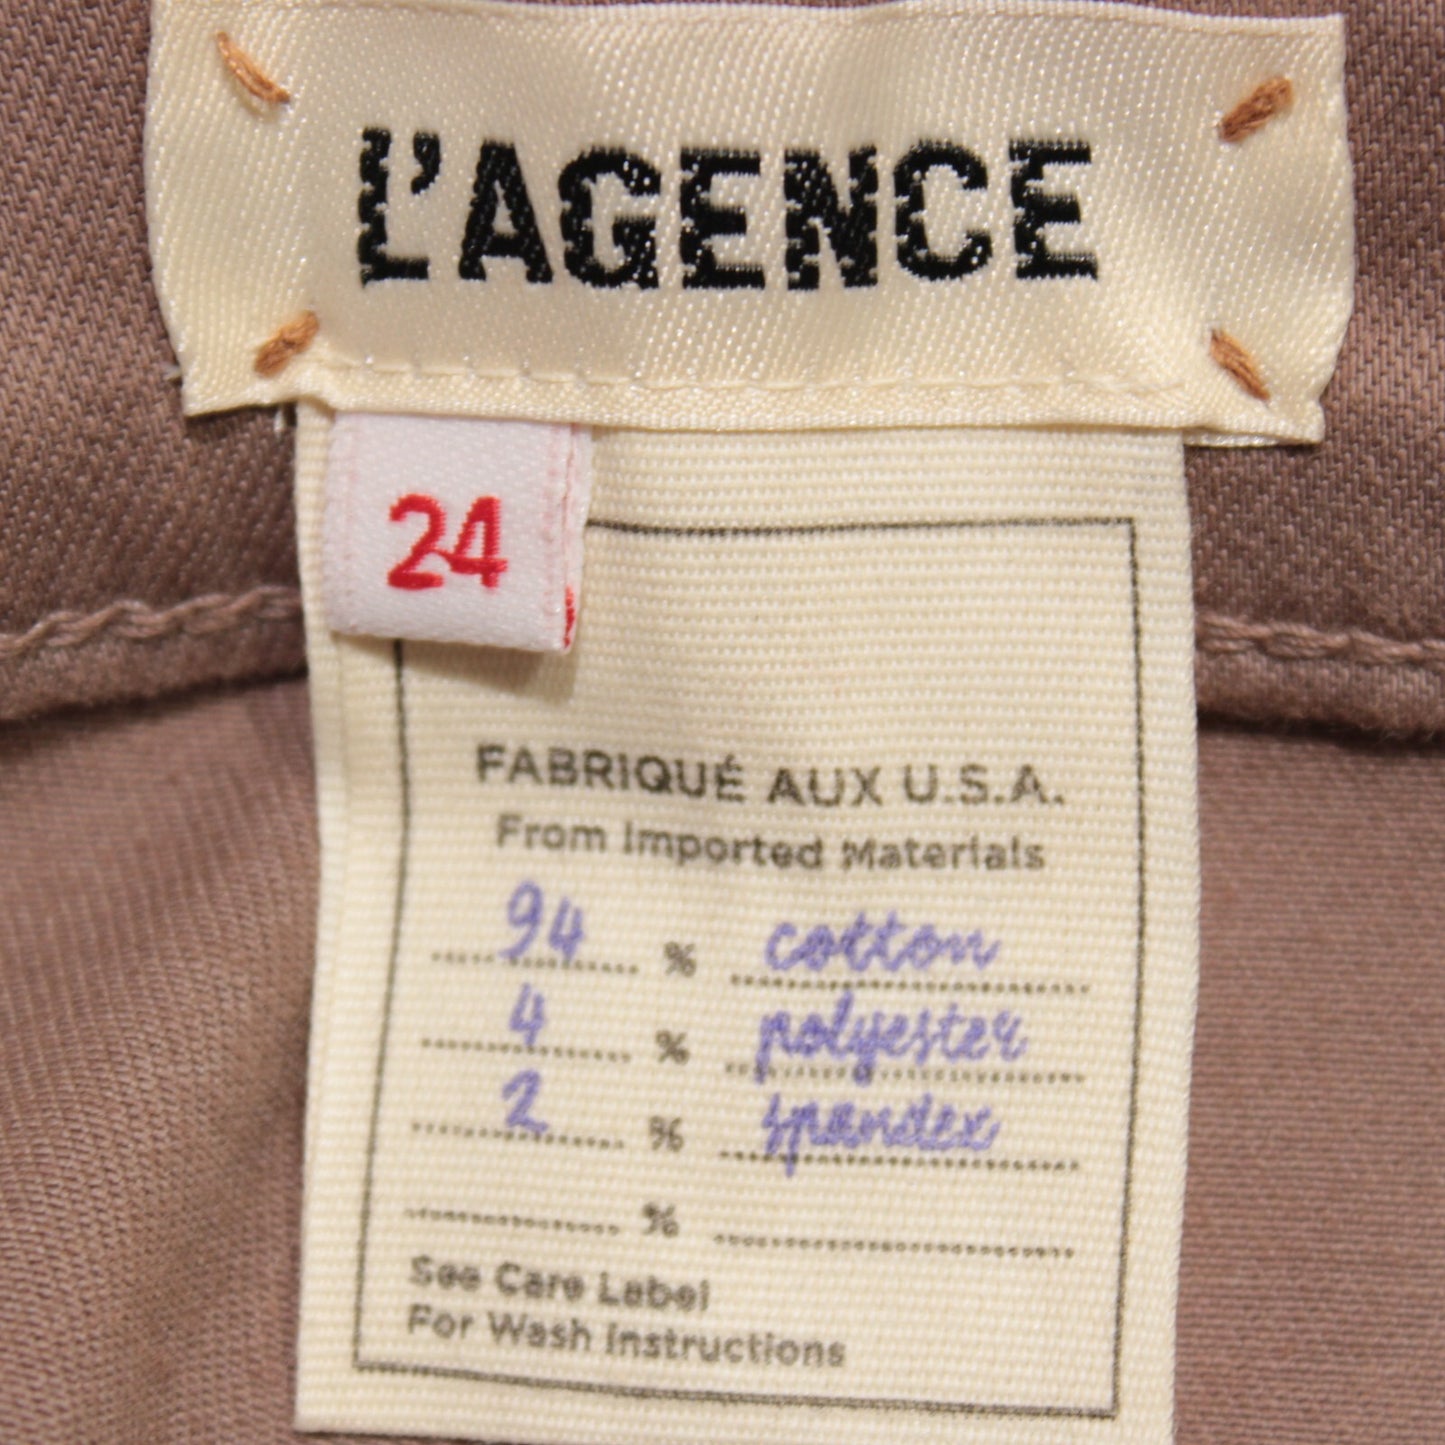 L'AGENCE
24
FABRIQUÉ AUX U.S.A.
From Imported Materials
94 % cotton
4 % polyester
2 % spandex
%
See Care Label
For Wash Instructions